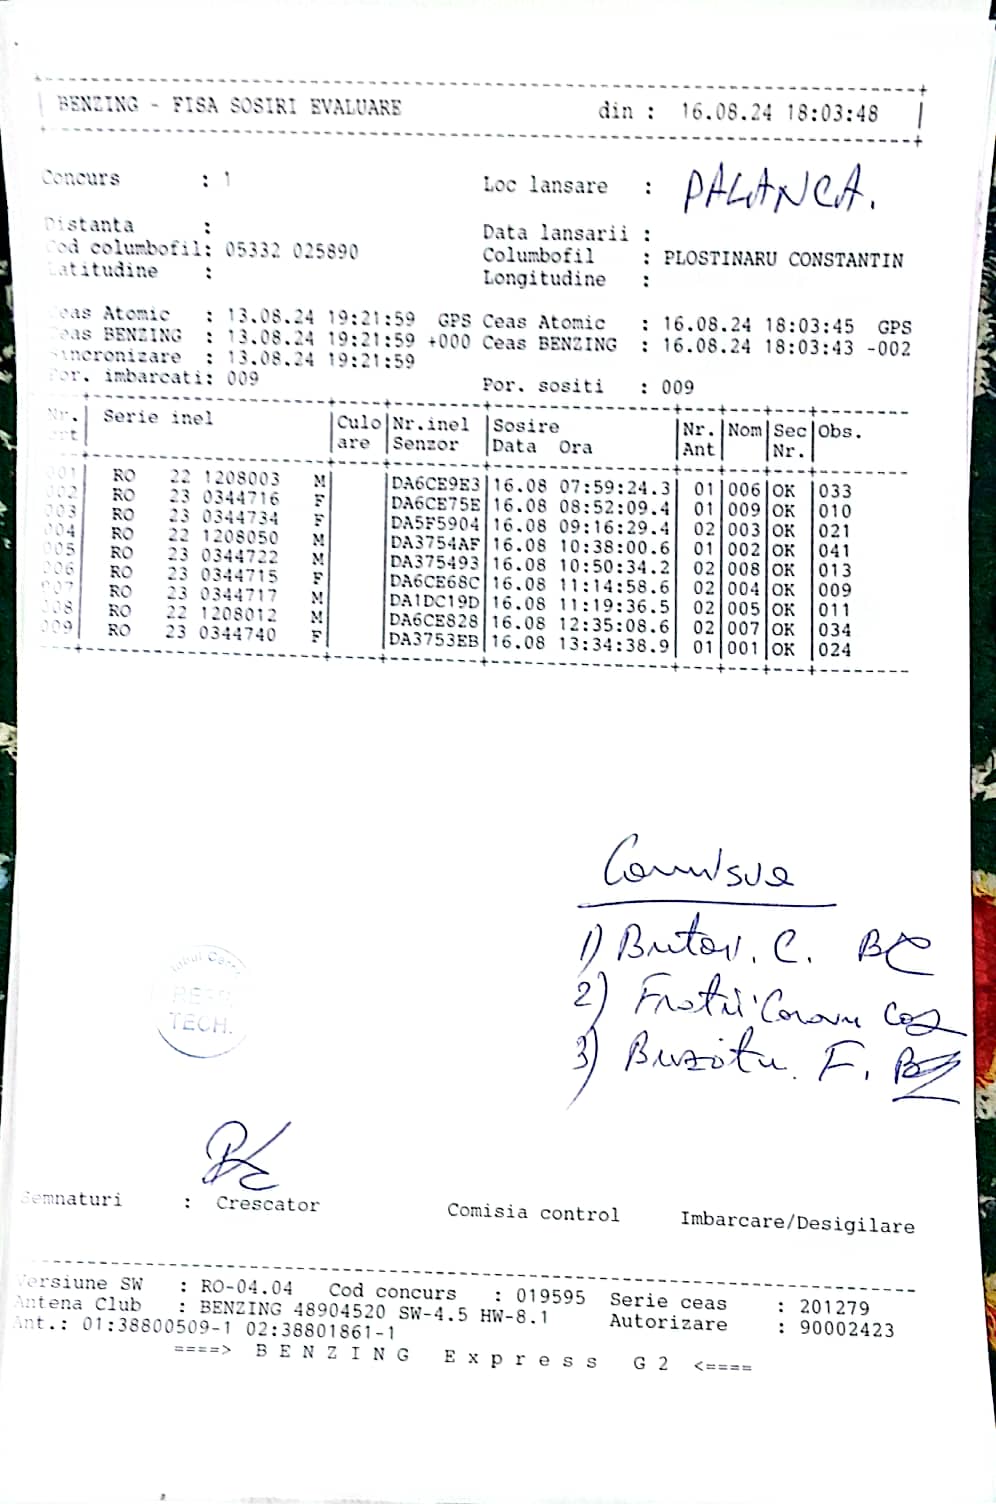 BENZING - FISA SOSIRI EVALUARE din : 16.08.24 18:03:48
Concurs : 1 Loc lansare : PALANCA.
Distanta : Data lansarii :
Cod columbofil: 05332 025890 Columbofil : PLOSTINARU CONSTANTIN
Latitudine : Longitudine :
Ceas Atomic : 13.08.24 19:21:59 GPS Ceas Atomic : 16.08.24 18:03:45 GPS
Ceas BENZING : 13.08.24 19:21:59 +000 Ceas BENZING : 16.08.24 18:03:43 -002
Sincronizare : 13.08.24 19:21:59
Por. imbarcati: 009 Por. sositi : 009
Nr. Serie inel Culo Nr.inel Sosire Nr. Nom Sec Obs.
crt are Senzor Data Ora Ant Nr.
001 RO 22 1208003 M DA6CE9E3 16.08 07:59:24.3 01 006 OK 033
002 RO 23 0344716 F DA6CE75E 16.08 08:52:09.4 01 009 OK 010
003 RO 23 0344734 F DA5F5904 16.08 09:16:29.4 02 003 OK 021
004 RO 22 1208050 M DA3754AF 16.08 10:38:00.6 01 002 OK 041
005 RO 23 0344722 M DA375493 16.08 10:50:34.2 02 008 OK 013
006 RO 23 0344715 F DA6CE68C 16.08 11:14:58.6 02 004 OK 009
007 RO 23 0344717 M DA1DC19D 16.08 11:19:36.5 02 005 OK 011
008 RO 22 1208012 M DA6CE828 16.08 12:35:08.6 02 007 OK 034
009 RO 23 0344740 F DA3753EB 16.08 13:34:38.9 01 001 OK 024
Comisie
1) Butoi. C. BC
2)
3) F.
TECH.
Semnaturi : Crescator Comisia control Imbarcare/Desigilare
Versiune SW : RO-04.04 Cod concurs : 019595 Serie ceas : 201279
Antena Club : BENZING 48904520 SW-4.5 HW-8.1 Autorizare : 90002423
Ant.: 01:38800509-1 02:38801861-1
====> B E N Z I N G E x p r e s s G 2 <====